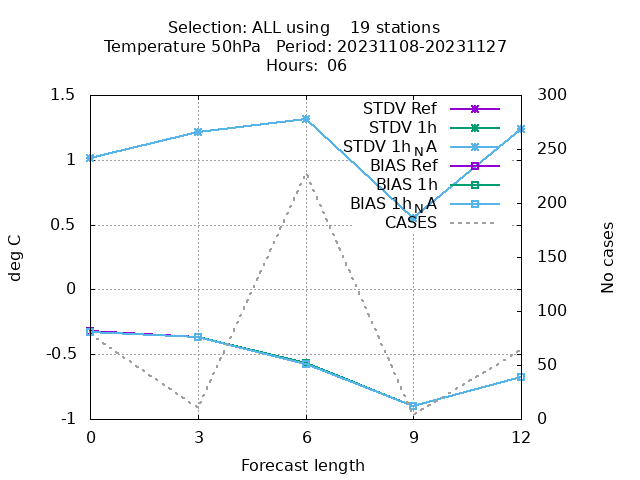 Selection: ALL using    19 stations
Temperature 50hPa   Period: 20231108-20231127
Hours:  06
STDV Ref
STDV 1h
STDV 1h_NA
BIAS Ref
BIAS 1h
BIAS 1h_NA
CASES
1.5
1
0.5
0
-0.5
-1
300
250
200
150
100
50
0
deg C
No cases
0 3 6 9 12
Forecast length